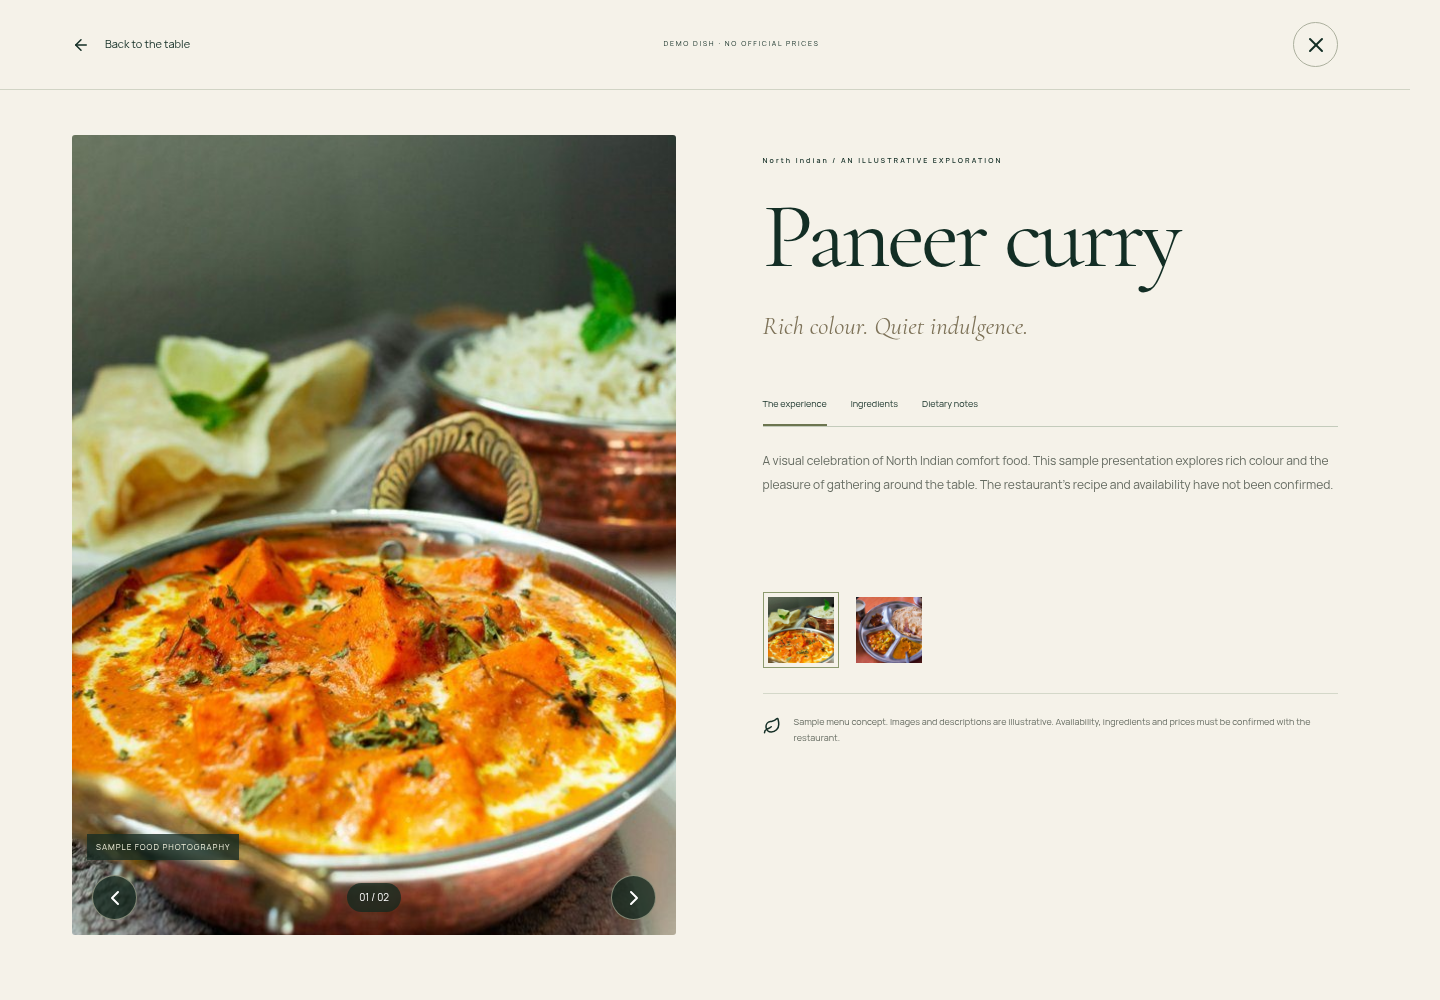 Back to the table
DEMO DISH · NO OFFICIAL PRICES
North Indian / AN ILLUSTRATIVE EXPLORATION
Paneer curry
Rich colour. Quiet indulgence.
The experience
Ingredients
Dietary notes
A visual celebration of North Indian comfort food. This sample presentation explores rich colour and the
pleasure of gathering around the table. The restaurant's recipe and availability have not been confirmed.
Sample menu concept. Images and descriptions are illustrative. Availability, ingredients and prices must be confirmed with the
restaurant.
SAMPLE FOOD PHOTOGRAPHY
01 / 02